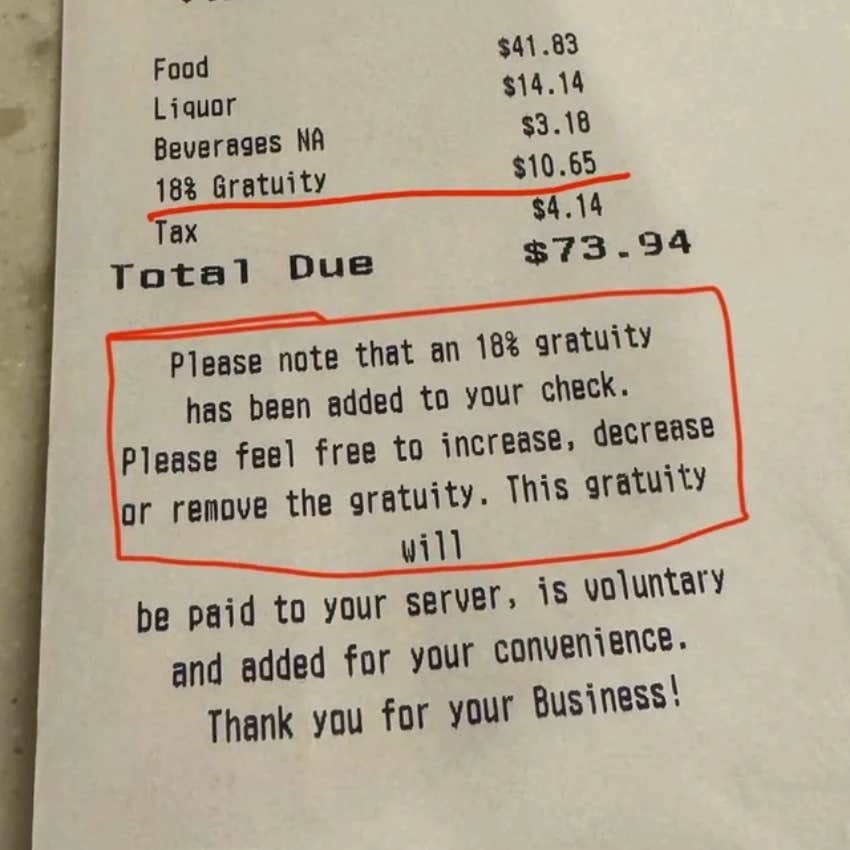 Food $41.83
Liquor $14.14
Beverages NA $3.18
18% Gratuity $10.65
Tax $4.14
Total Due $73.94
Please note that an 18% gratuity
has been added to your check.
Please feel free to increase, decrease
or remove the gratuity. This gratuity
will
be paid to your server, is voluntary
and added for your convenience.
Thank you for your Business!